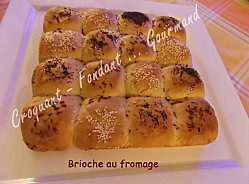 Croquant - Fondant ... Gourmand
Brioche au fromage